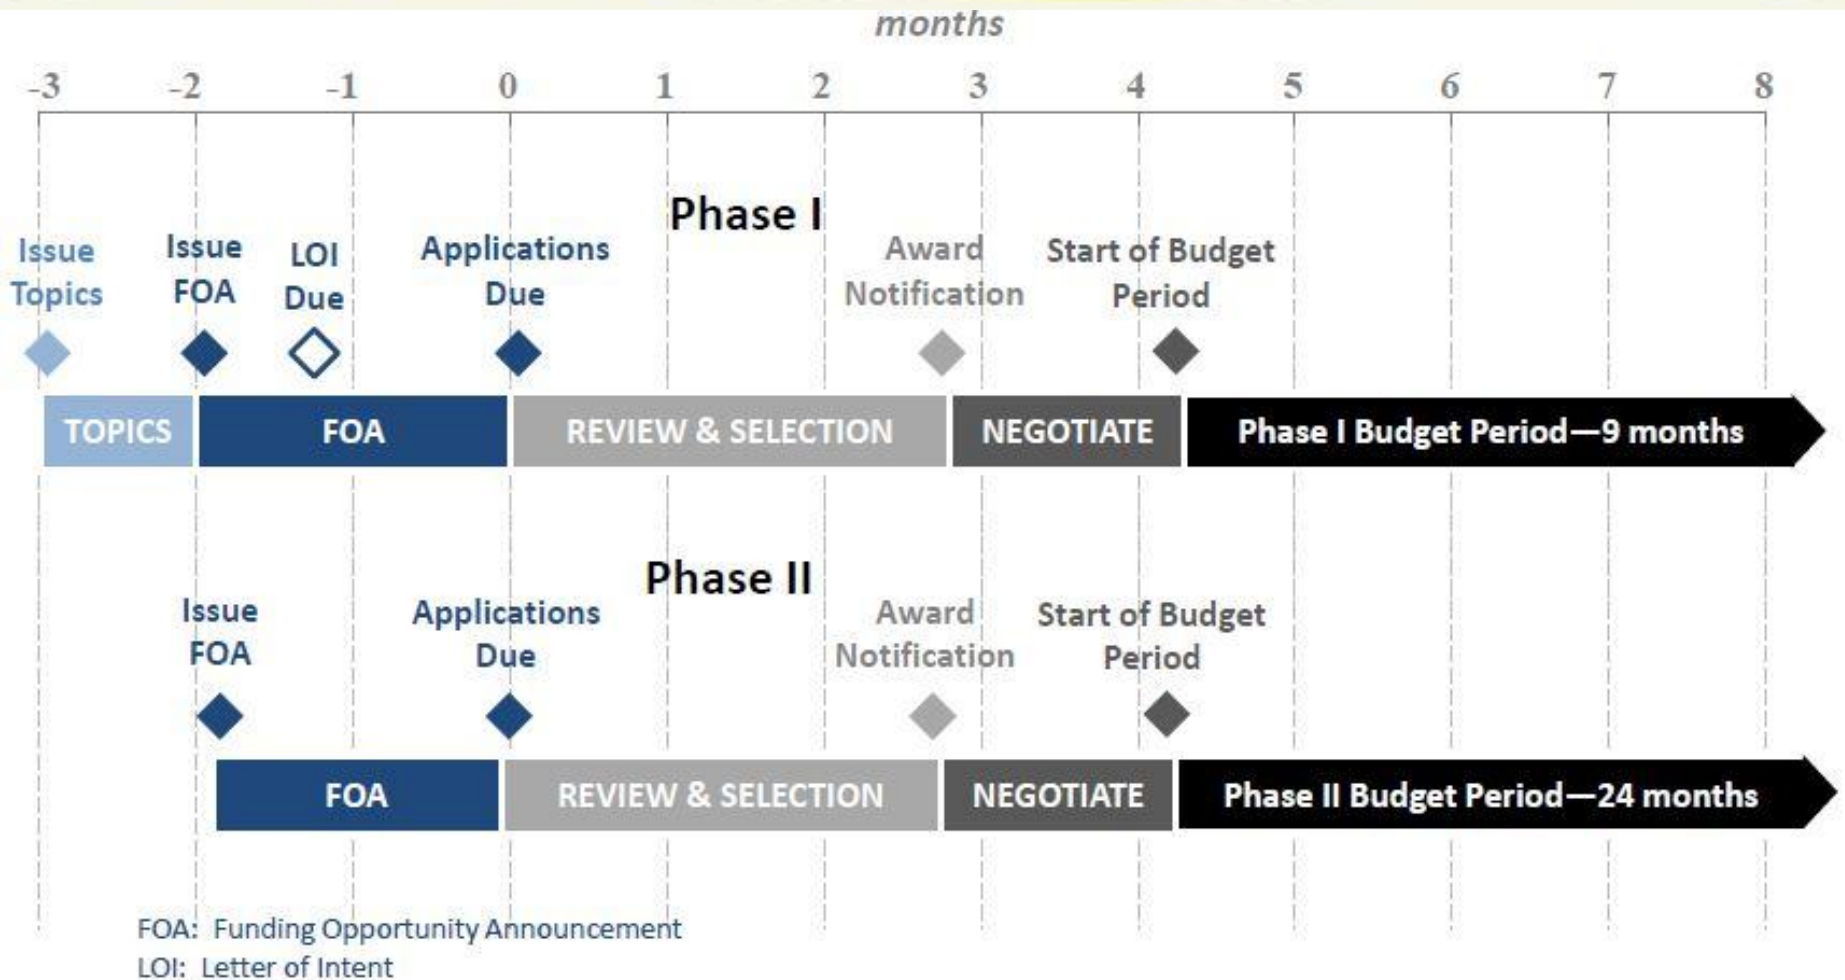 months
-3 -2 -1 0 1 2 3 4 5 6 7 8
Phase I
Issue
Topics
Issue
FOA
LOI
Due
Applications
Due
Award
Notification
Start of Budget
Period
TOPICS
FOA
REVIEW & SELECTION
NEGOTIATE
Phase I Budget Period—9 months
Phase II
Issue
FOA
Applications
Due
Award
Notification
Start of Budget
Period
FOA
REVIEW & SELECTION
NEGOTIATE
Phase II Budget Period—24 months
FOA: Funding Opportunity Announcement
LOI: Letter of Intent